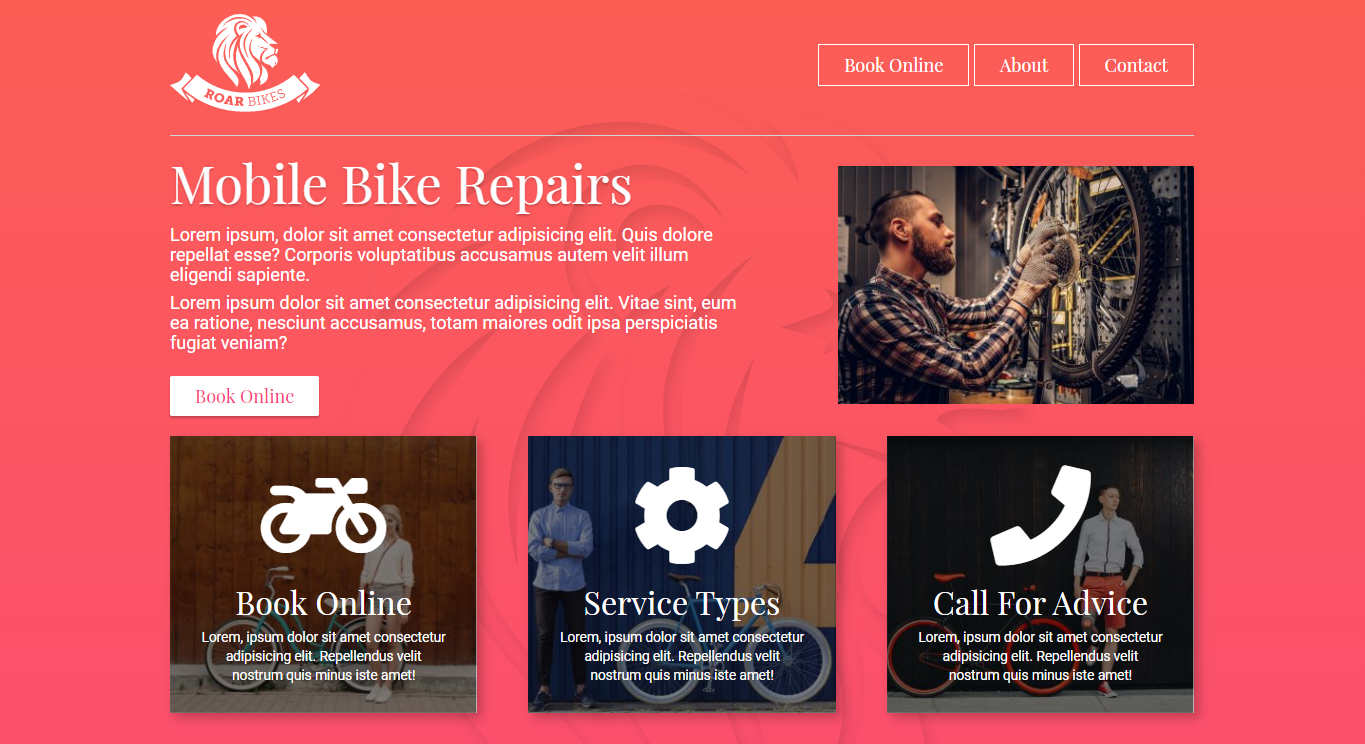 ROAR BIKES
Book Online
About
Contact
Mobile Bike Repairs
Lorem ipsum, dolor sit amet consectetur adipisicing elit. Quis dolore
repellat esse? Corporis voluptatibus accusamus autem velit illum
eligendi sapiente.
Lorem ipsum dolor sit amet consectetur adipisicing elit. Vitae sint, eum
ea ratione, nesciunt accusamus, totam maiores odit ipsa perspiciatis
fugiat veniam?
Book Online
Book Online
Lorem, ipsum dolor sit amet consectetur
adipisicing elit. Repellendus velit
nostrum quis minus iste amet!
Service Types
Lorem, ipsum dolor sit amet consectetur
adipisicing elit. Repellendus velit
nostrum quis minus iste amet!
Call For Advice
Lorem, ipsum dolor sit amet consectetur
adipisicing elit. Repellendus velit
nostrum quis minus iste amet!